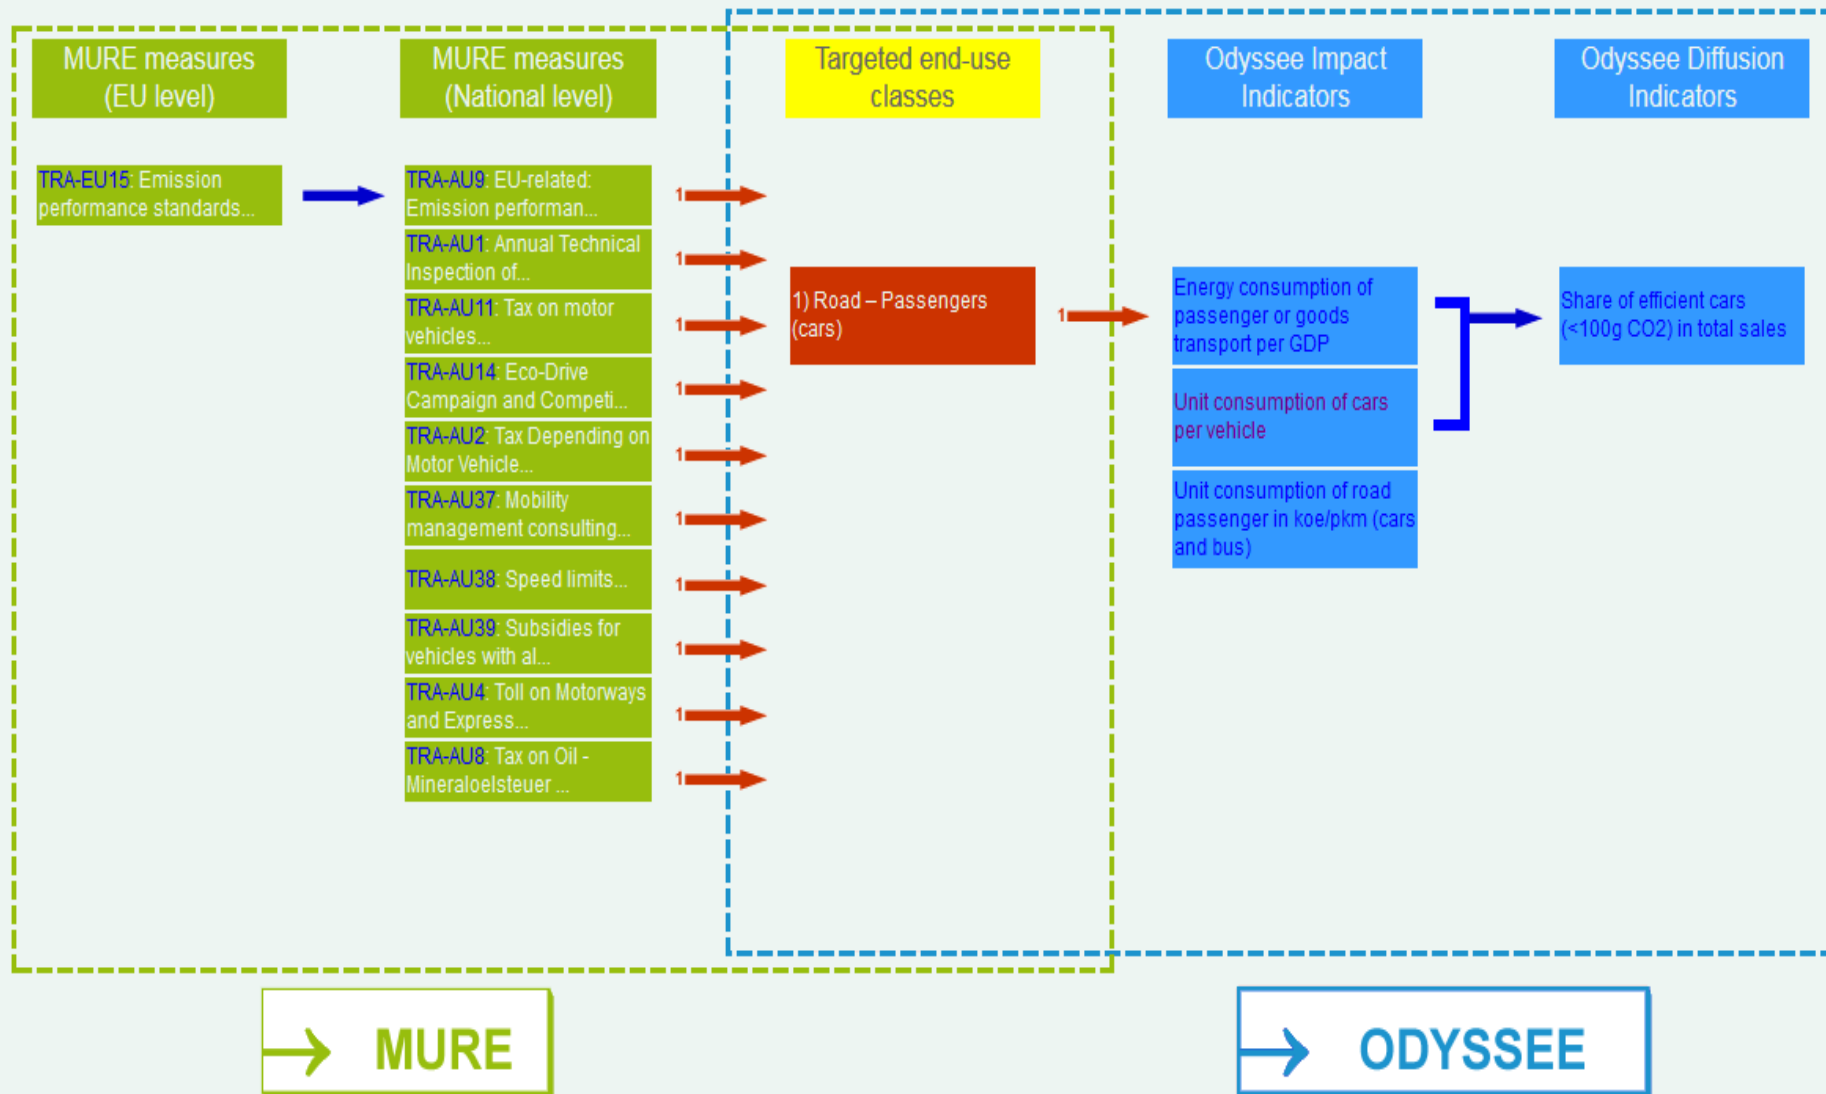 MURE measures
(EU level)
MURE measures
(National level)
Targeted end-use
classes
Odyssee Impact
Indicators
Odyssee Diffusion
Indicators
TRA-EU15: Emission
performance standards...
TRA-AU9: EU-related:
Emission performan...
1
TRA-AU1: Annual Technical
Inspection of...
1
TRA-AU11: Tax on motor
vehicles...
1
TRA-AU14: Eco-Drive
Campaign and Competi...
1
TRA-AU2: Tax Depending on
Motor Vehicle...
1
TRA-AU37: Mobility
management consulting...
1
TRA-AU38: Speed limits...
1
TRA-AU39: Subsidies for
vehicles with al...
1
TRA-AU4: Toll on Motorways
and Express...
1
TRA-AU8: Tax on Oil -
Mineraloelsteuer ...
1
1) Road – Passengers
(cars)
1
Energy consumption of
passenger or goods
transport per GDP
Unit consumption of cars
per vehicle
Unit consumption of road
passenger in koe/pkm (cars
and bus)
Share of efficient cars
(<100g CO2) in total sales
MURE
ODYSSEE